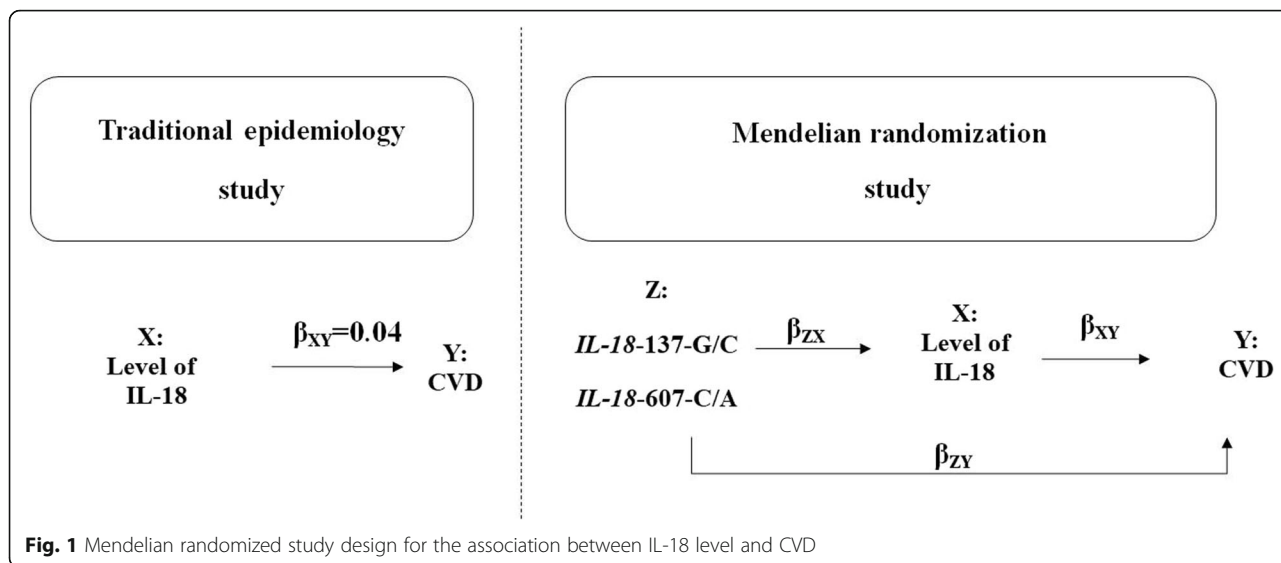 Traditional epidemiology
study
X:
Level of
IL-18
βXY=0.04
Y:
CVD
Mendelian randomization
study
Z:
IL-18-137-G/C
IL-18-607-C/A
βZX
X:
Level of
IL-18
βXY
Y:
CVD
βZY
Fig. 1 Mendelian randomized study design for the association between IL-18 level and CVD